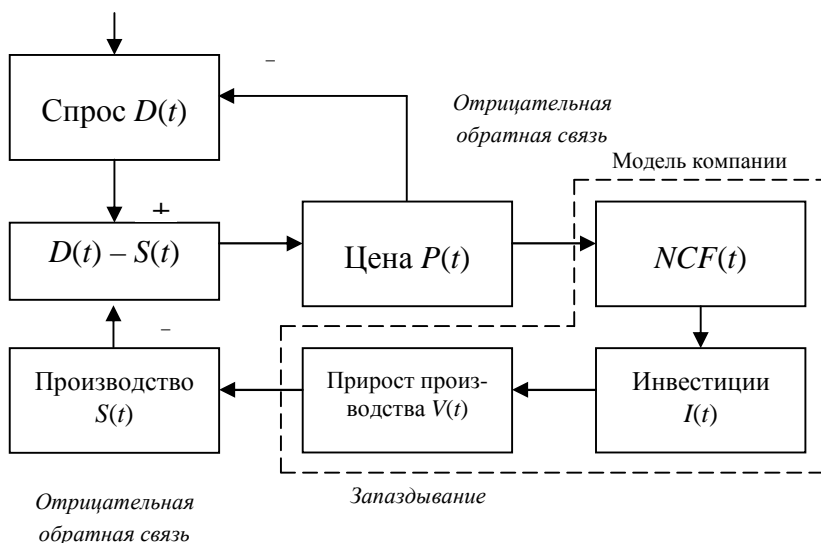 –
Спрос D(t)
Отрицательная
обратная связь
Модель компании
+
D(t) – S(t)
Цена P(t)
NCF(t)
–
Производство
S(t)
Прирост произ-
водства V(t)
Инвестиции
I(t)
Отрицательная
обратная связь
Запаздывание